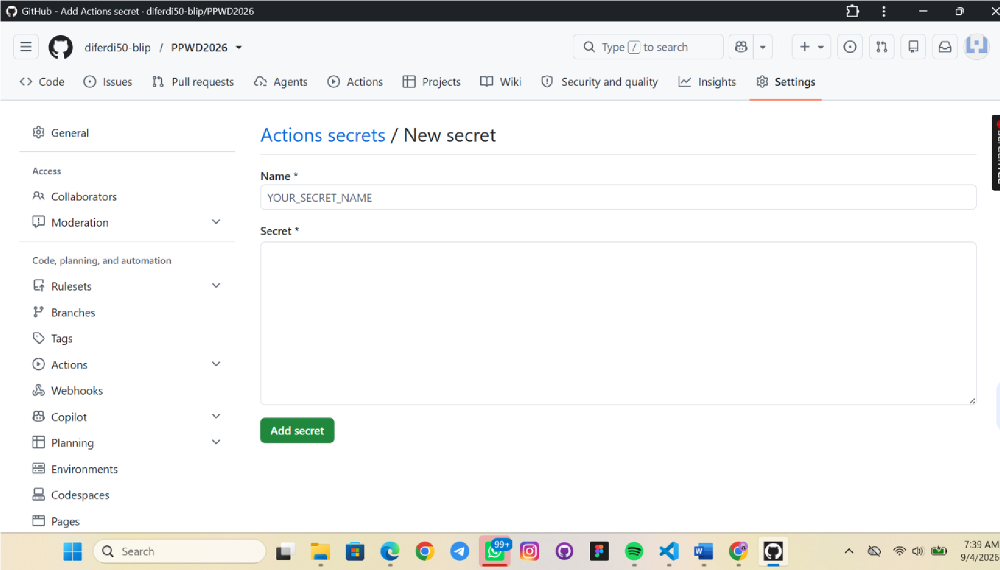 GitHub - Add Actions secret · diferdi50-blip/PPWD2026
diferdi50-blip / PPWD2026
Type / to search
Code Issues Pull requests Agents Actions Projects Wiki Security and quality Insights Settings
General
Access
Collaborators
Moderation
Code, planning, and automation
Rulesets
Branches
Tags
Actions
Webhooks
Copilot
Planning
Environments
Codespaces
Pages
Actions secrets / New secret
Name *
YOUR_SECRET_NAME
Secret *
Add secret
Search
99+
7:39 AM
9/4/2026